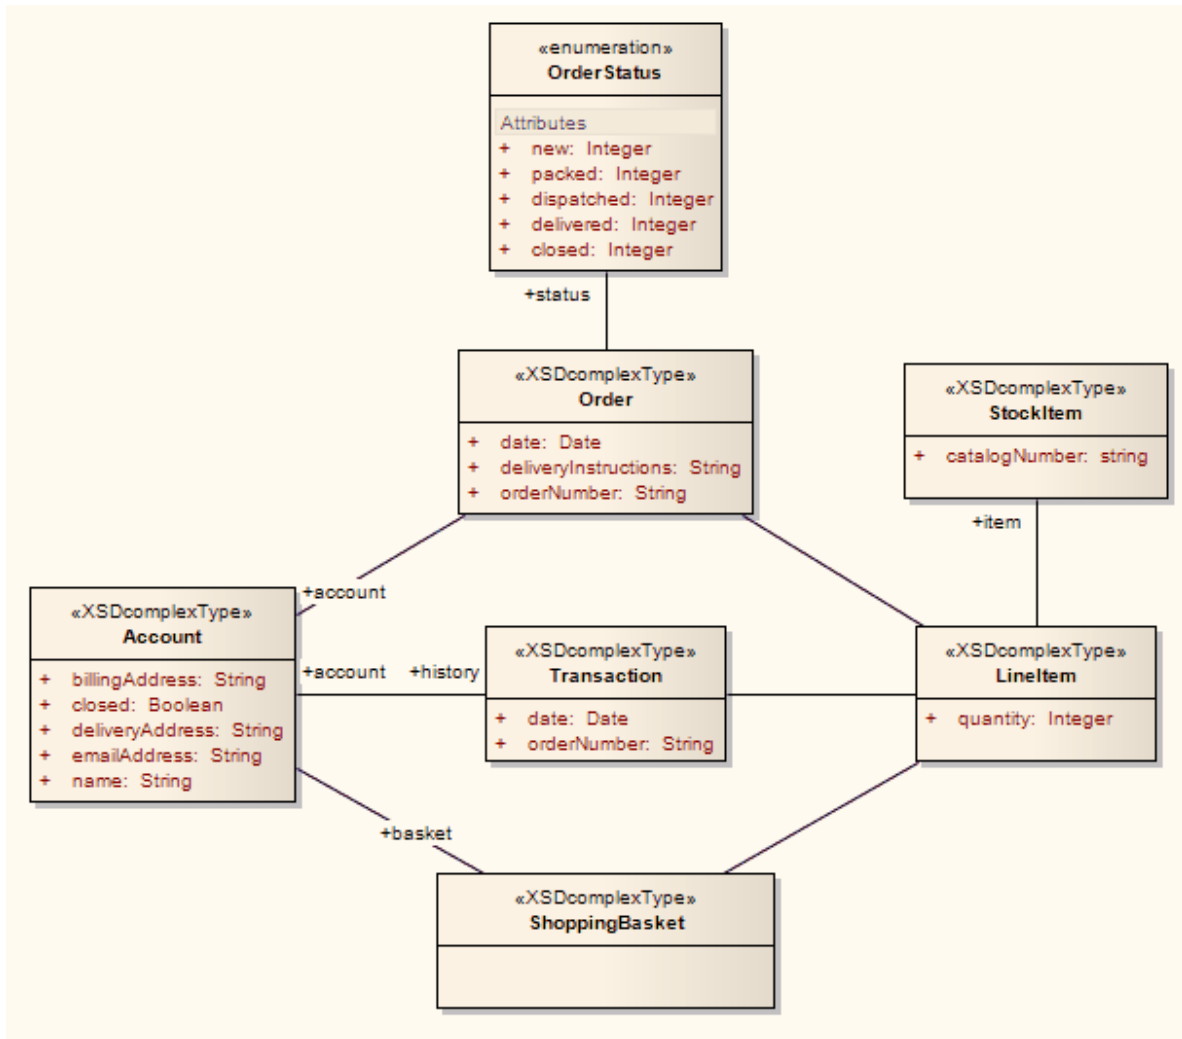 «enumeration»
OrderStatus
Attributes
+ new: Integer
+ packed: Integer
+ dispatched: Integer
+ delivered: Integer
+ closed: Integer
+status
«XSDcomplexType»
Order
+ date: Date
+ deliveryInstructions: String
+ orderNumber: String
«XSDcomplexType»
StockItem
+ catalogNumber: string
+item
+account
«XSDcomplexType»
Account
+ billingAddress: String
+ closed: Boolean
+ deliveryAddress: String
+ emailAddress: String
+ name: String
+account +history
«XSDcomplexType»
Transaction
+ date: Date
+ orderNumber: String
«XSDcomplexType»
LineItem
+ quantity: Integer
+basket
«XSDcomplexType»
ShoppingBasket